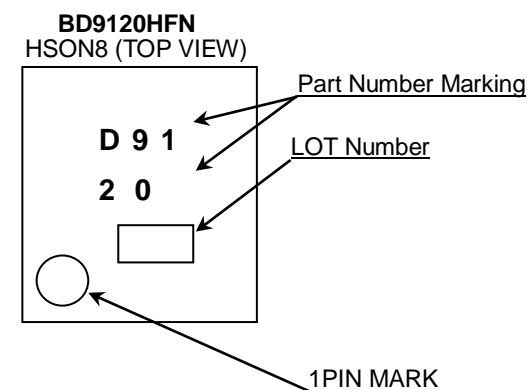 BD9120HFN
HSON8 (TOP VIEW)
Part Number Marking
D 9 1
LOT Number
2 0
1PIN MARK